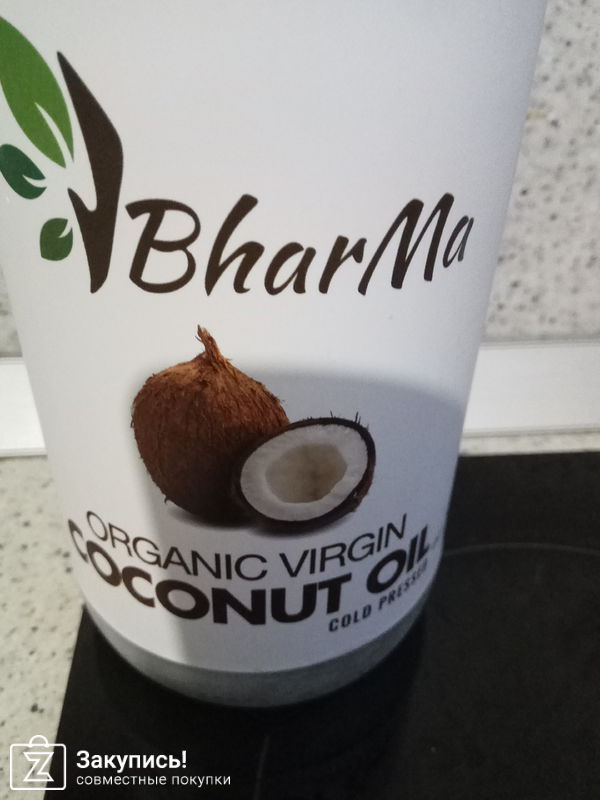 BharMa
ORGANIC VIRGIN
COCONUT OIL
COLD PRESSED
Закупись!
совместные покупки